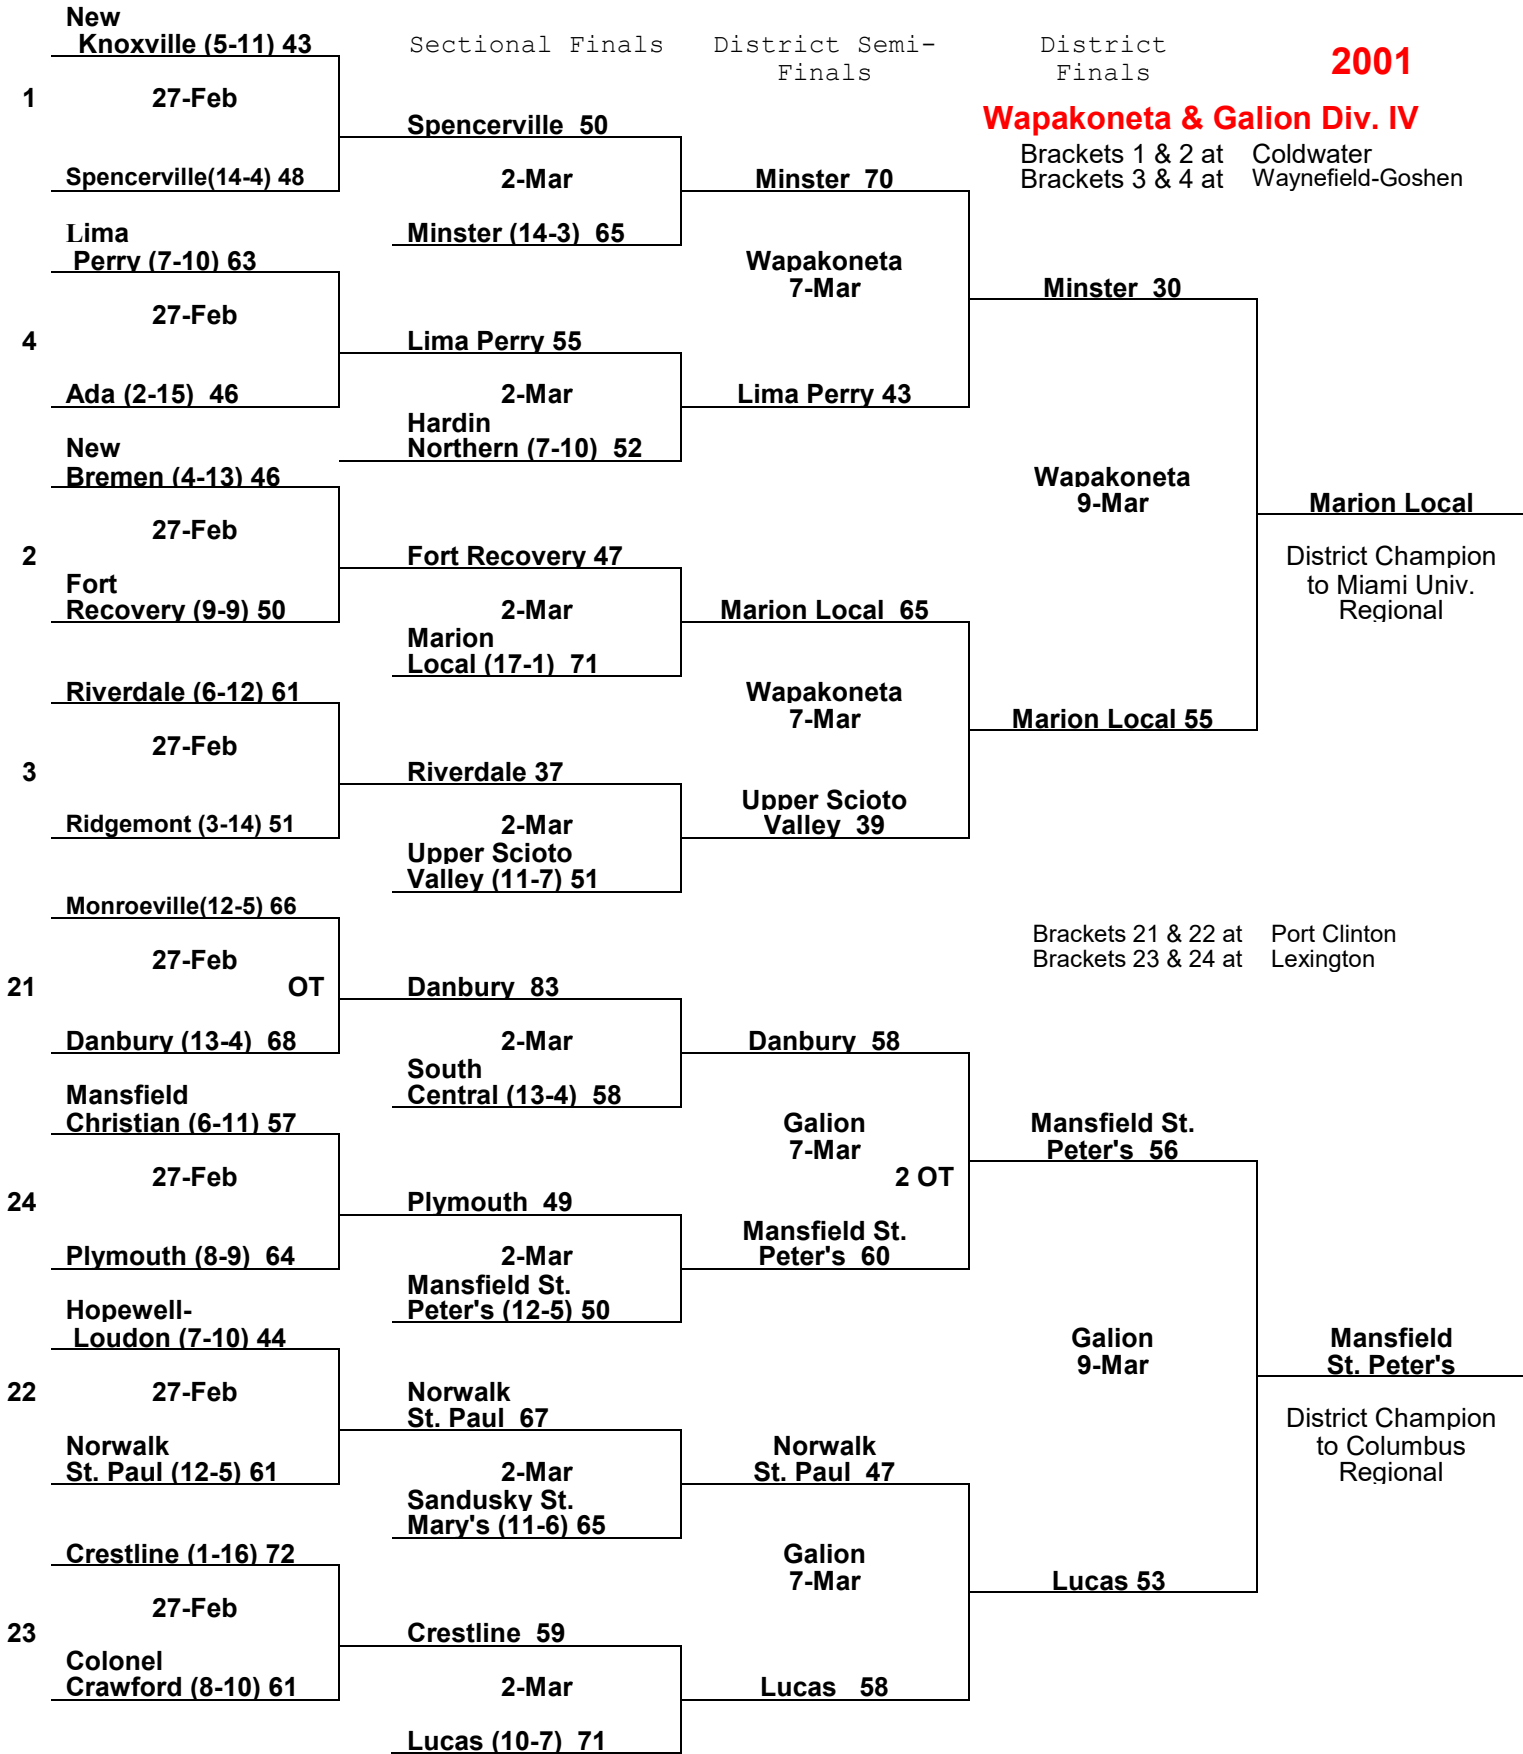 New
Knoxville (5-11) 43
Sectional Finals
District Semi-
Finals
District
Finals
2001
1
27-Feb
Spencerville 50
Wapakoneta & Galion Div. IV
Brackets 1 & 2 at Coldwater
Brackets 3 & 4 at Waynefield-Goshen
Spencerville(14-4) 48
2-Mar
Minster 70
Minster (14-3) 65
Lima
Perry (7-10) 63
Wapakoneta
7-Mar
Minster 30
27-Feb
4
Lima Perry 55
Ada (2-15) 46
2-Mar
Lima Perry 43
Hardin
Northern (7-10) 52
New
Bremen (4-13) 46
Wapakoneta
9-Mar
Marion Local
27-Feb
2
Fort Recovery 47
District Champion
to Miami Univ.
Regional
Fort
Recovery (9-9) 50
2-Mar
Marion Local 65
Marion
Local (17-1) 71
Riverdale (6-12) 61
Wapakoneta
7-Mar
Marion Local 55
27-Feb
3
Riverdale 37
Ridgemont (3-14) 51
2-Mar
Upper Scioto
Valley 39
Upper Scioto
Valley (11-7) 51
Monroeville(12-5) 66
Brackets 21 & 22 at Port Clinton
Brackets 23 & 24 at Lexington
27-Feb
21
OT
Danbury 83
Danbury (13-4) 68
2-Mar
Danbury 58
South
Central (13-4) 58
Mansfield
Christian (6-11) 57
Galion
7-Mar
2 OT
Mansfield St.
Peter's 56
27-Feb
24
Plymouth 49
Plymouth (8-9) 64
2-Mar
Mansfield St.
Peter's 60
Mansfield St.
Peter's (12-5) 50
Hopewell-
Loudon (7-10) 44
Galion
9-Mar
Mansfield
St. Peter's
22
27-Feb
Norwalk
St. Paul 67
District Champion
to Columbus
Regional
Norwalk
St. Paul (12-5) 61
2-Mar
Norwalk
St. Paul 47
Sandusky St.
Mary's (11-6) 65
Crestline (1-16) 72
Galion
7-Mar
Lucas 53
27-Feb
23
Crestline 59
Colonel
Crawford (8-10) 61
2-Mar
Lucas 58
Lucas (10-7) 71